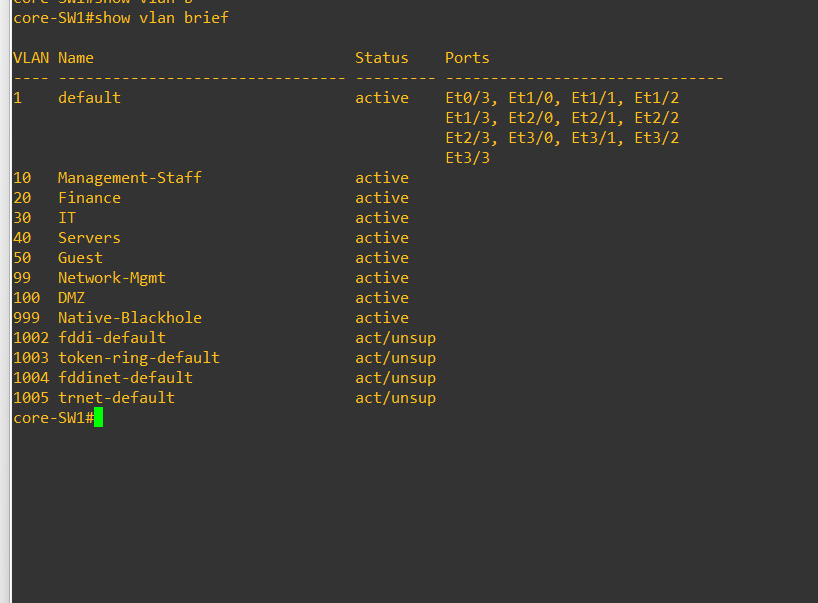 core-SW1#show vlan b
core-SW1#show vlan brief
VLAN Name                             Status    Ports
---- -------------------------------- --------- -------------------------------
1    default                          active    Et0/3, Et1/0, Et1/1, Et1/2
                                                Et1/3, Et2/0, Et2/1, Et2/2
                                                Et2/3, Et3/0, Et3/1, Et3/2
                                                Et3/3
10   Management-Staff                 active
20   Finance                          active
30   IT                               active
40   Servers                          active
50   Guest                            active
99   Network-Mgmt                     active
100  DMZ                              active
999  Native-Blackhole                 active
1002 fddi-default                     act/unsup
1003 token-ring-default               act/unsup
1004 fddinet-default                  act/unsup
1005 trnet-default                    act/unsup
core-SW1#